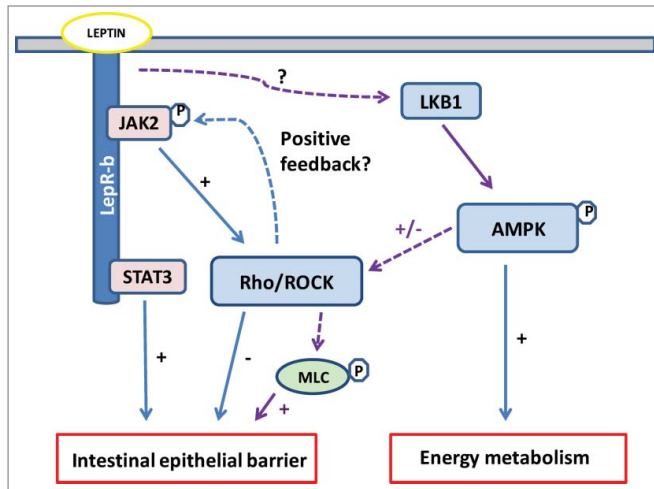 LEPTIN
?
LKB1
JAK2
P
Positive
feedback?
LepR-b
+
+/-
AMPK
P
STAT3
Rho/ROCK
+
-
+
MLC
P
+
Intestinal epithelial barrier
Energy metabolism